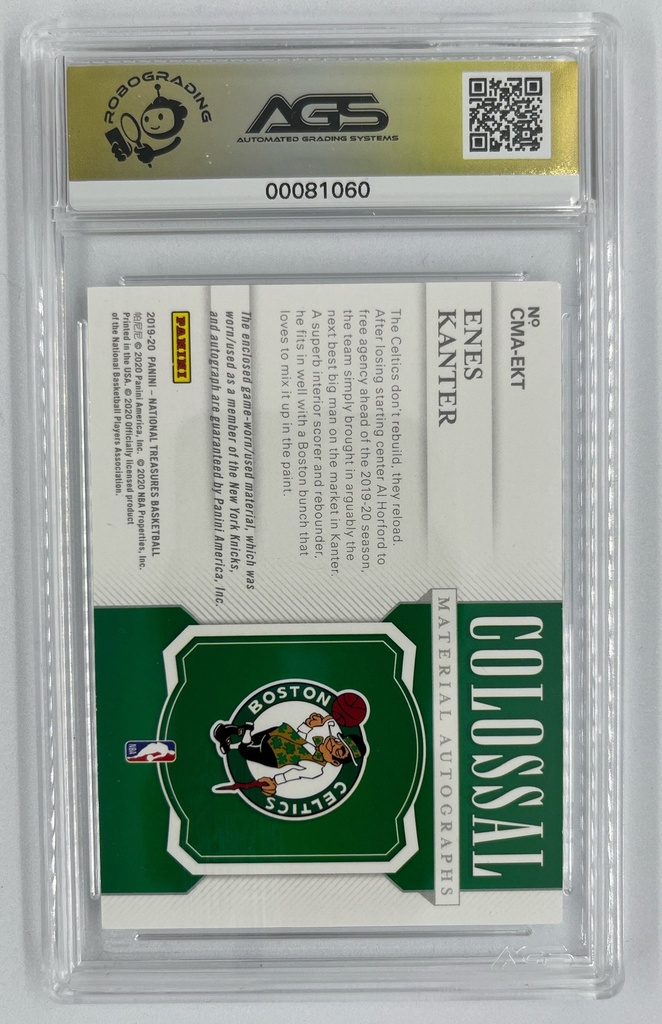 ROBOGRADING
AGS
AUTOMATED GRADING SYSTEMS
00081060
Nº
CMA-EKT
ENES
KANTER
The Celtics don't rebuild, they reload.
After losing starting center Al Horford to
free agency ahead of the 2019-20 season,
the team simply brought in arguably the
next best big man on the market in Kanter.
A superb interior scorer and rebounder,
he fits in well with a Boston bunch that
loves to mix it up in the paint.
The enclosed game-worn/used material, which was
worn/used as a member of the New York Knicks,
and autograph are guaranteed by Panini America, Inc.
PANINI
2019-20 PANINI – NATIONAL TREASURES BASKETBALL
帕尼尼 © 2020 Panini America, Inc. © 2020 NBA Properties, Inc.
Printed in the USA. © 2020 Officially licensed product
of the National Basketball Players Association.
COLOSSAL
MATERIAL AUTOGRAPHS
BOSTON
CELTICS
NBA
AGS